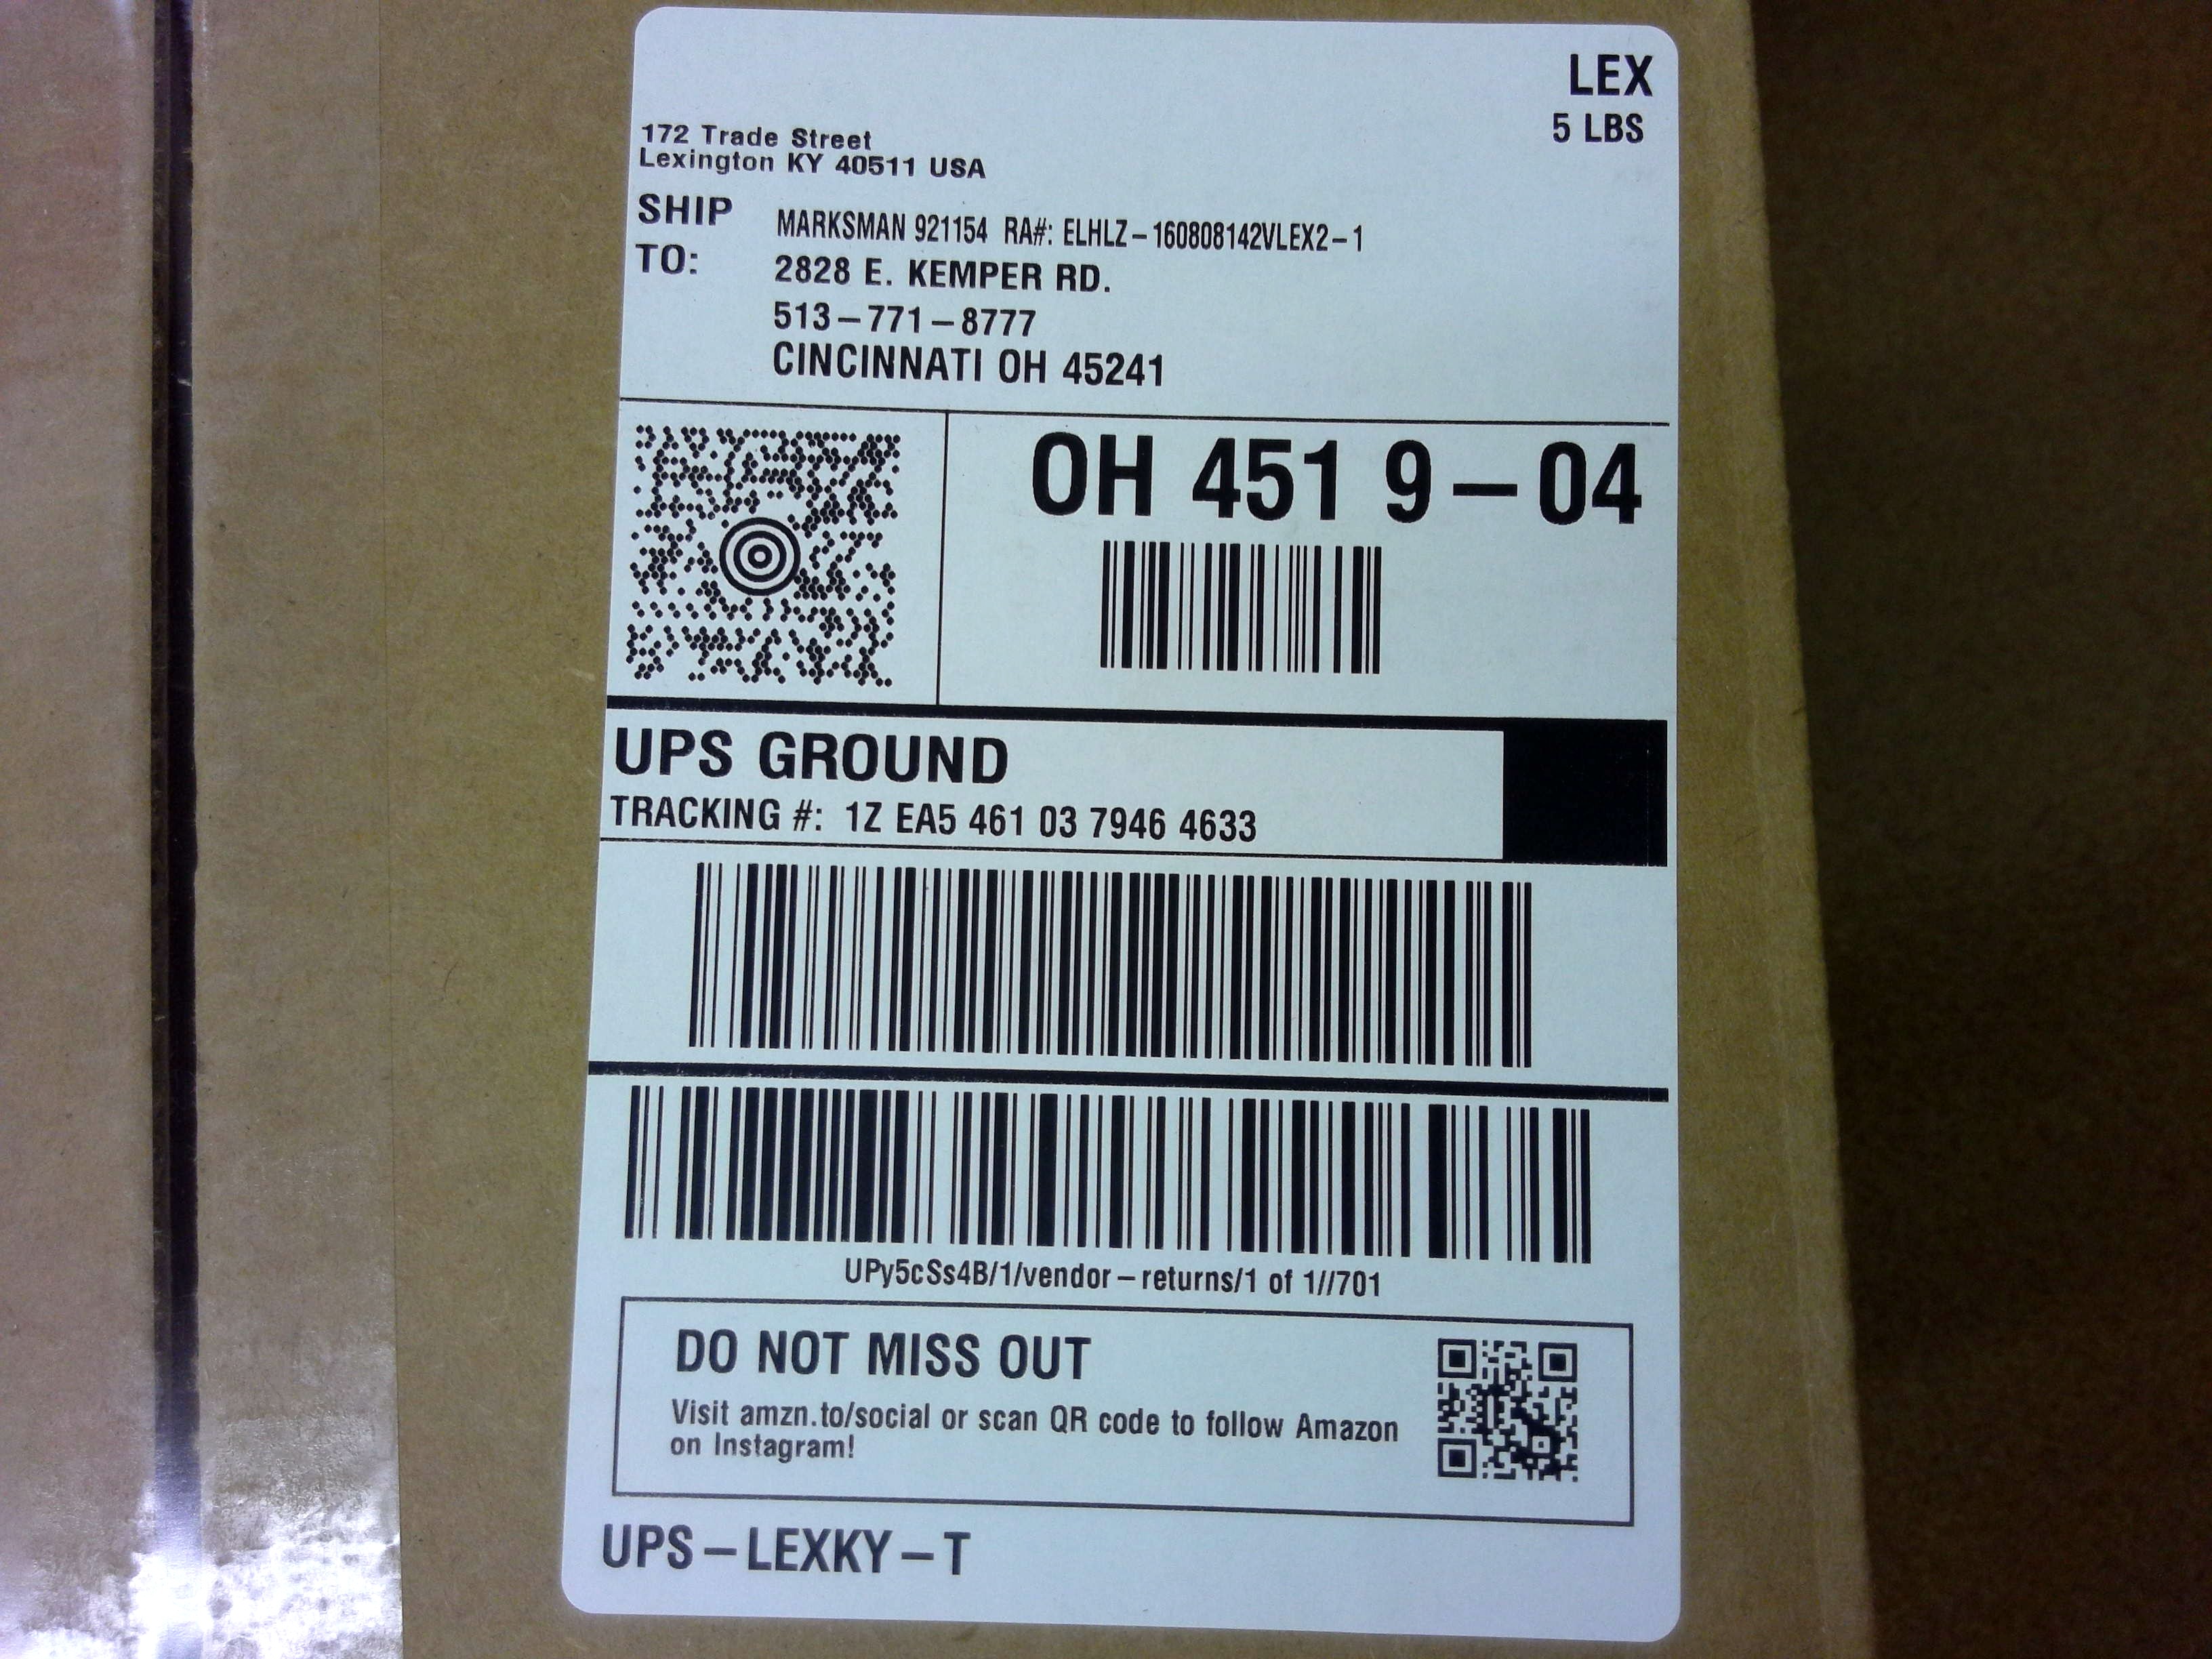 LEX
5 LBS
172 Trade Street
Lexington KY 40511 USA
SHIP TO:
MARKSMAN 921154 RA#: ELHLZ-160808142VLEX2-1
2828 E. KEMPER RD.
513-771-8777
CINCINNATI OH 45241
OH 451 9-04
UPS GROUND
TRACKING #: 1Z EA5 461 03 7946 4633
UPy5cSs4B/1/vendor-returns/1 of 1//701
DO NOT MISS OUT
Visit amzn.to/social or scan QR code to follow Amazon
on Instagram!
UPS-LEXKY-T